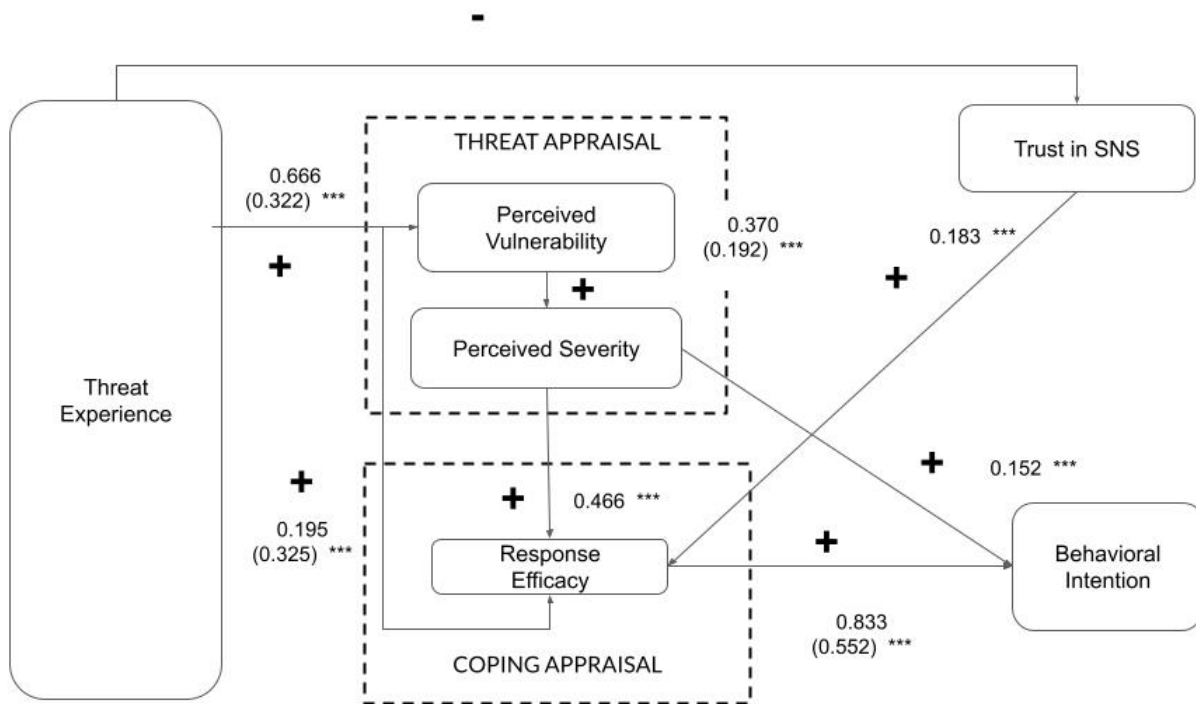 -
THREAT APPRAISAL
Trust in SNS
0.666
(0.322) ***
Perceived
Vulnerability
0.370
(0.192) ***
0.183 ***
+
+
+
Perceived Severity
Threat
Experience
+
0.195
(0.325) ***
+
0.466 ***
+
0.152 ***
Response
Efficacy
+
Behavioral
Intention
0.833
(0.552) ***
COPING APPRAISAL